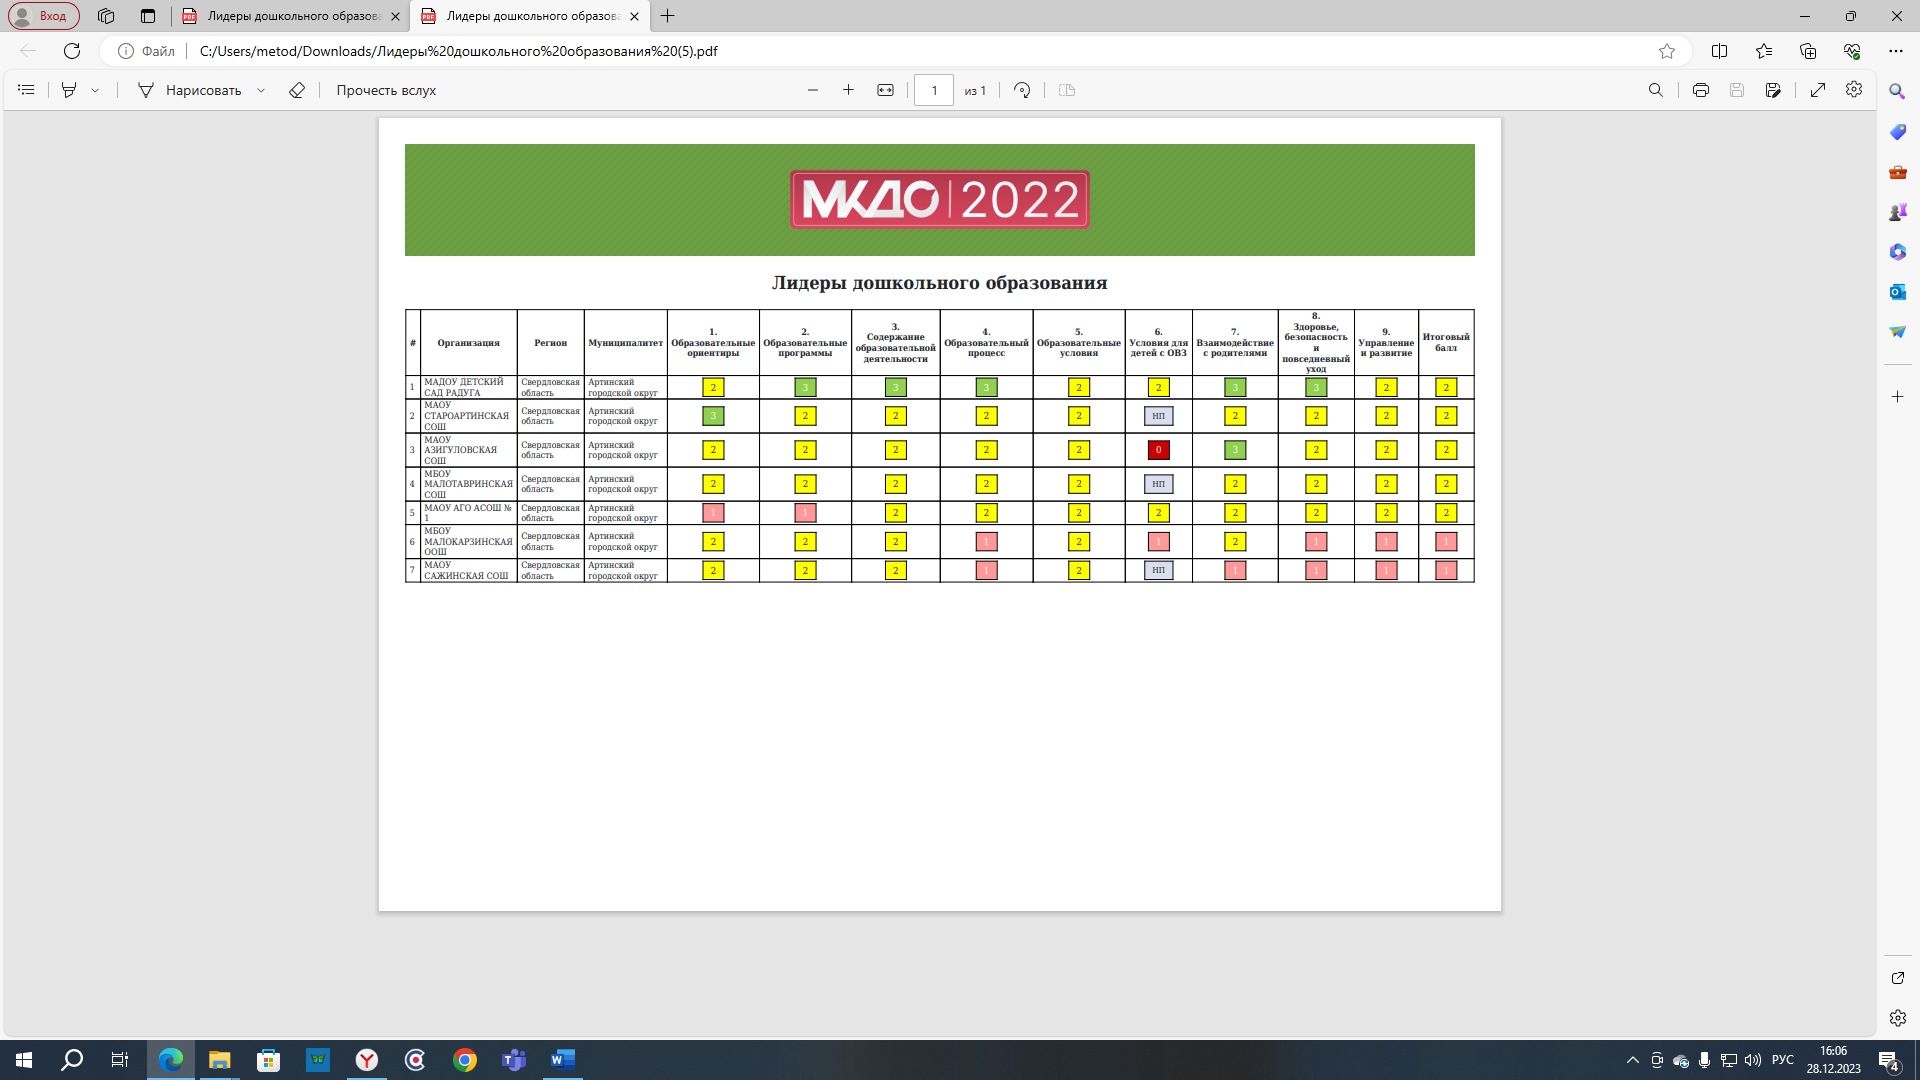 Вход
Лидеры дошкольного образова
Лидеры дошкольного образова
Файл
C:/Users/metod/Downloads/Лидеры%20дошкольного%20образования%20(5).pdf
Нарисовать
Прочесть вслух
1
из 1
МКДО 2022
Лидеры дошкольного образования
# Организация Регион Муниципалитет 1. Образовательные ориентиры 2. Образовательные программы 3. Содержание образовательной деятельности 4. Образовательный процесс 5. Образовательные условия 6. Условия для детей с ОВЗ 7. Взаимодействие с родителями 8. Здоровье, безопасность и повседневный уход 9. Управление и развитие Итоговый балл
1 МАДОУ ДЕТСКИЙ САД РАДУГА Свердловская область Артинский городской округ 2 3 3 3 2 2 3 3 2 2
2 МАОУ СТАРОАРТИНСКАЯ СОШ Свердловская область Артинский городской округ 3 2 2 2 2 НП 2 2 2 2
3 МАОУ АЗИГУЛОВСКАЯ СОШ Свердловская область Артинский городской округ 2 2 2 2 2 0 3 2 2 2
4 МБОУ МАЛОТАВРИНСКАЯ СОШ Свердловская область Артинский городской округ 2 2 2 2 2 НП 2 2 2 2
5 МАОУ АГО АСОШ № 1 Свердловская область Артинский городской округ 1 1 2 2 2 2 2 2 2 2
6 МБОУ МАЛОКАРЗИНСКАЯ ООШ Свердловская область Артинский городской округ 2 2 2 1 2 1 2 1 1 1
7 МАОУ САЖИНСКАЯ СОШ Свердловская область Артинский городской округ 2 2 2 1 2 НП 1 1 1 1
РУС
16:06
28.12.2023
4